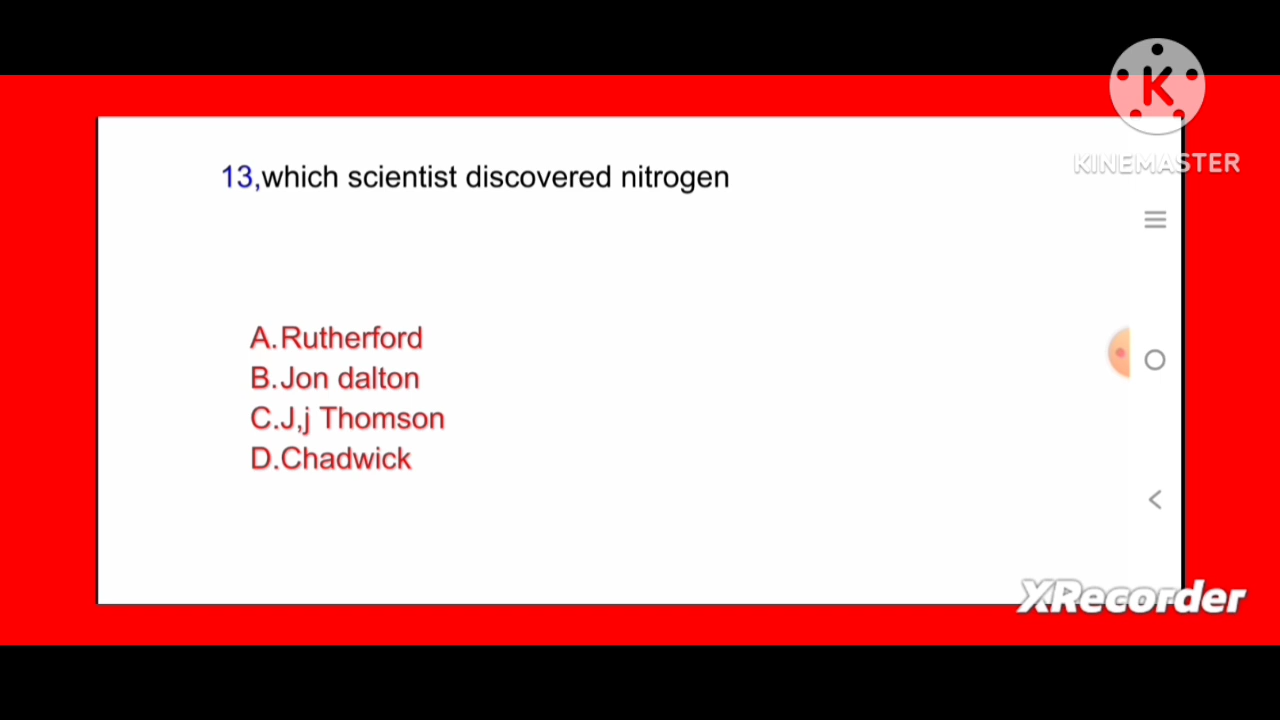 K
KINEMASTER
13,which scientist discovered nitrogen
A.Rutherford
B.Jon dalton
C.J,j Thomson
D.Chadwick
XRecorder